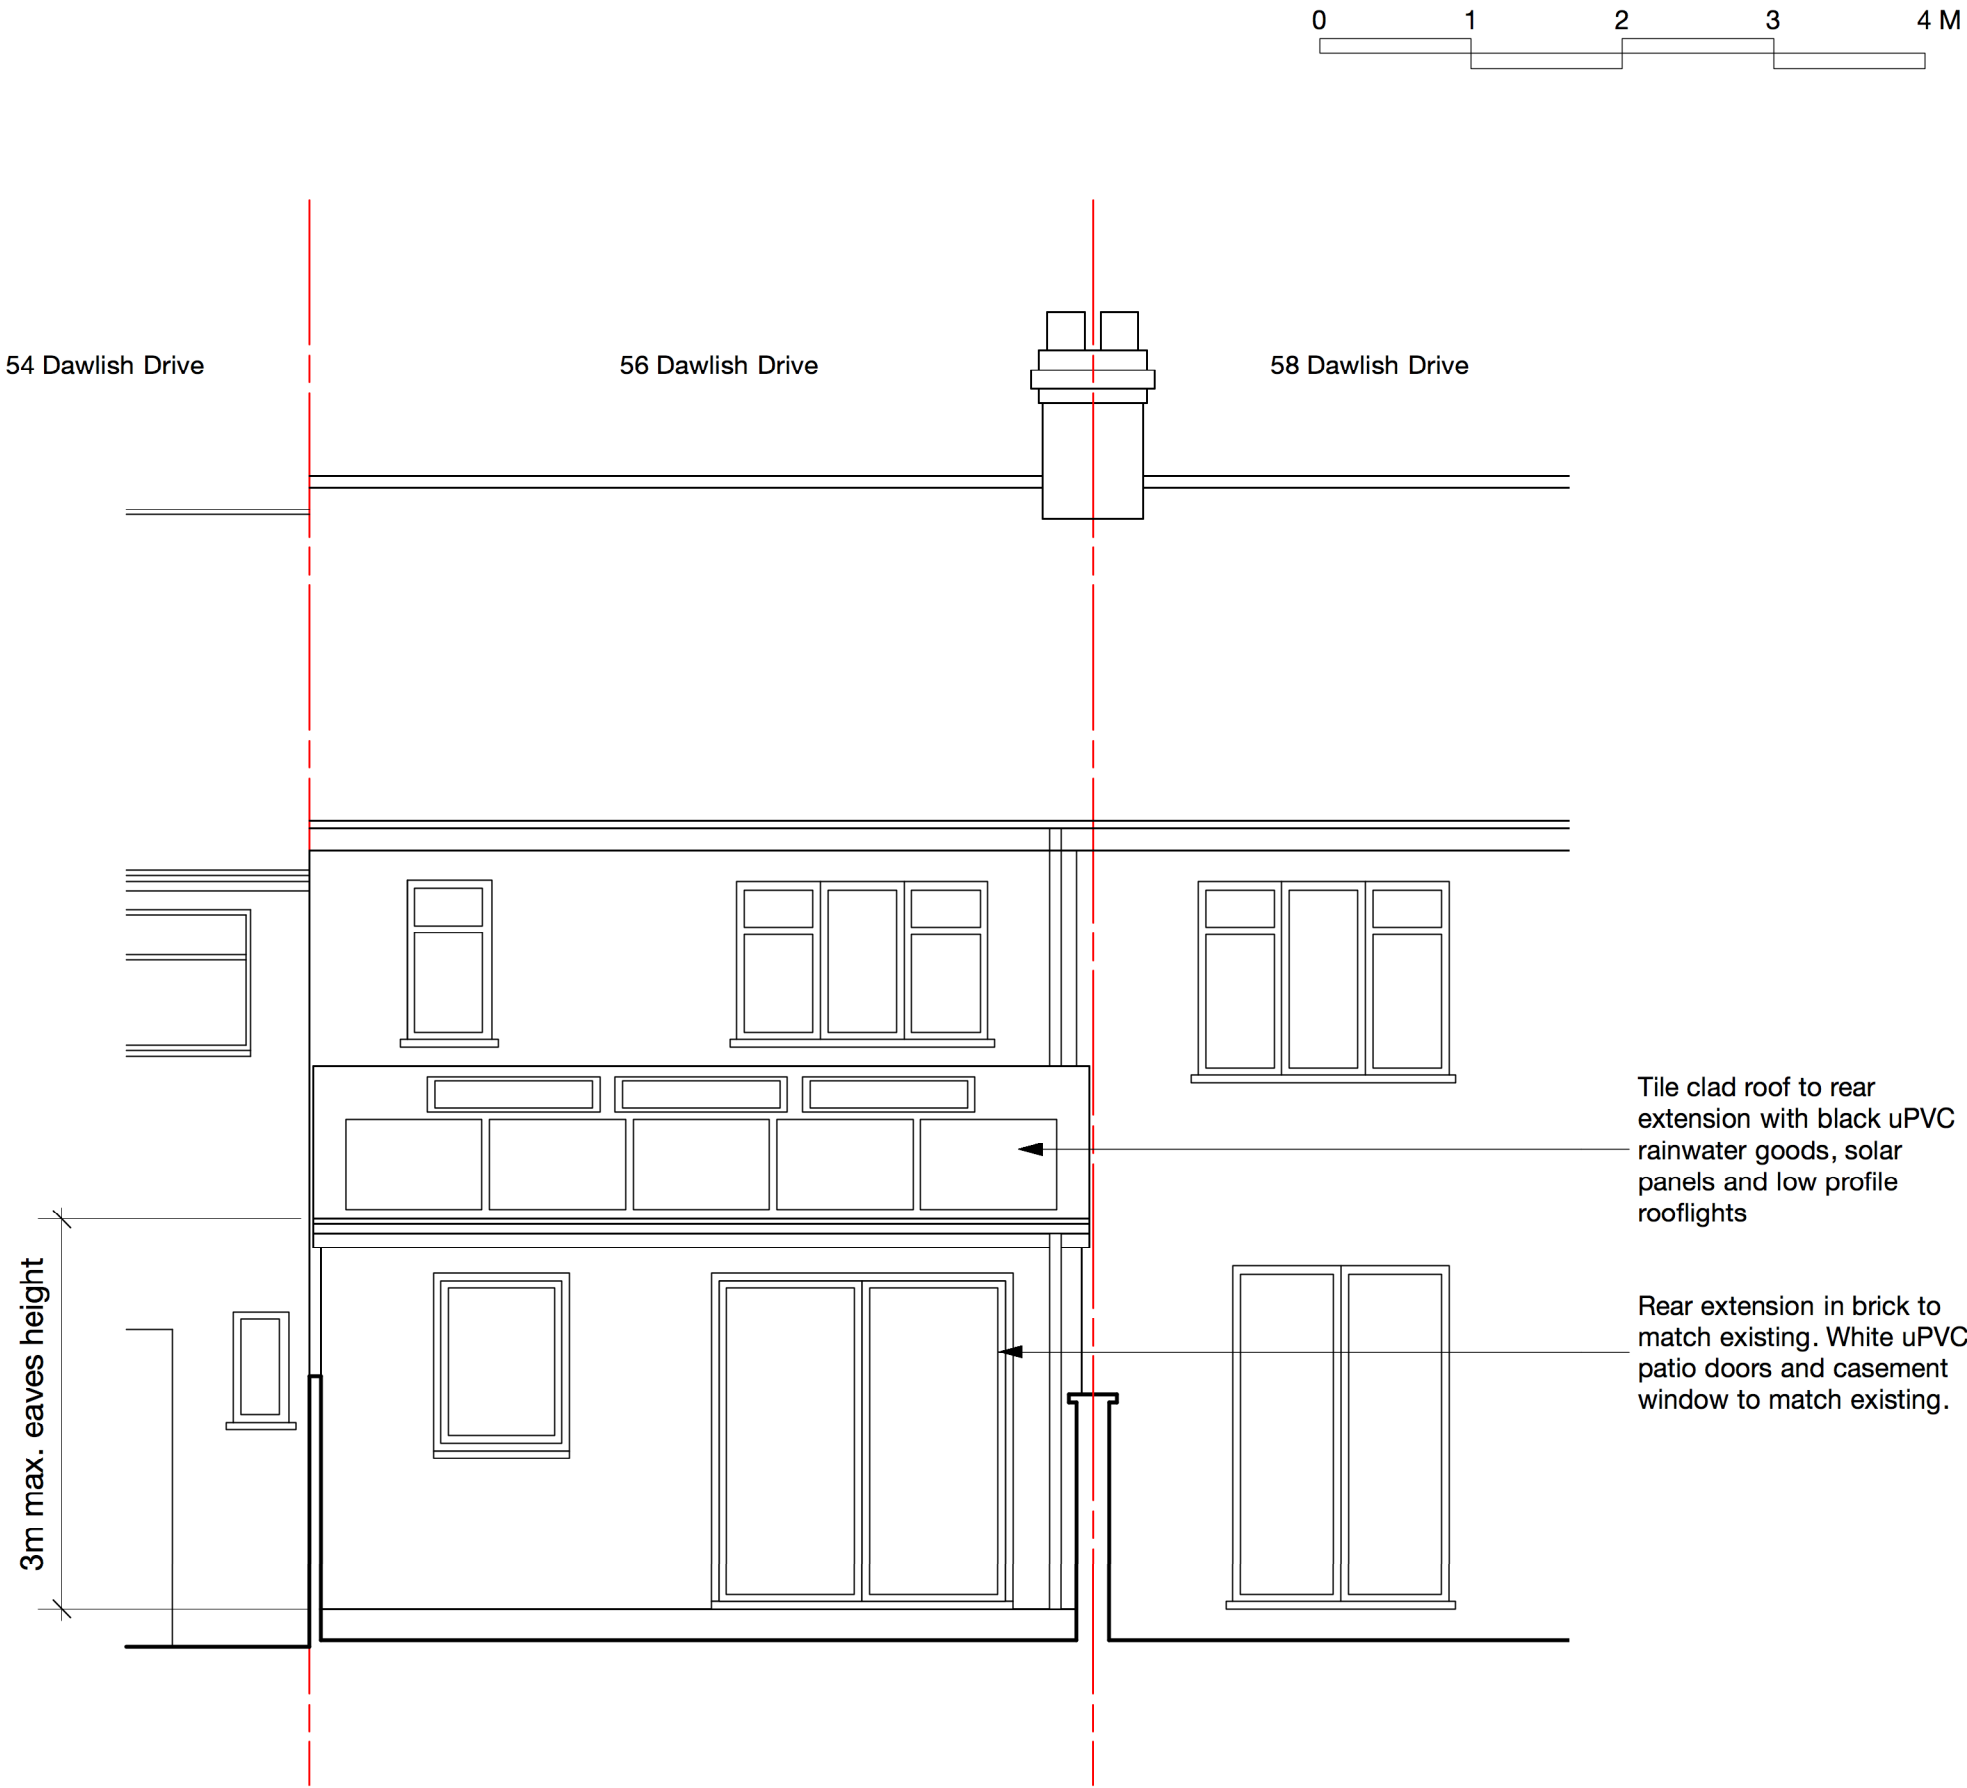 0 1 2 3 4 M
54 Dawlish Drive
56 Dawlish Drive
58 Dawlish Drive
Tile clad roof to rear
extension with black uPVC
rainwater goods, solar
panels and low profile
rooflights
3m max. eaves height
Rear extension in brick to
match existing. White uPVC
patio doors and casement
window to match existing.